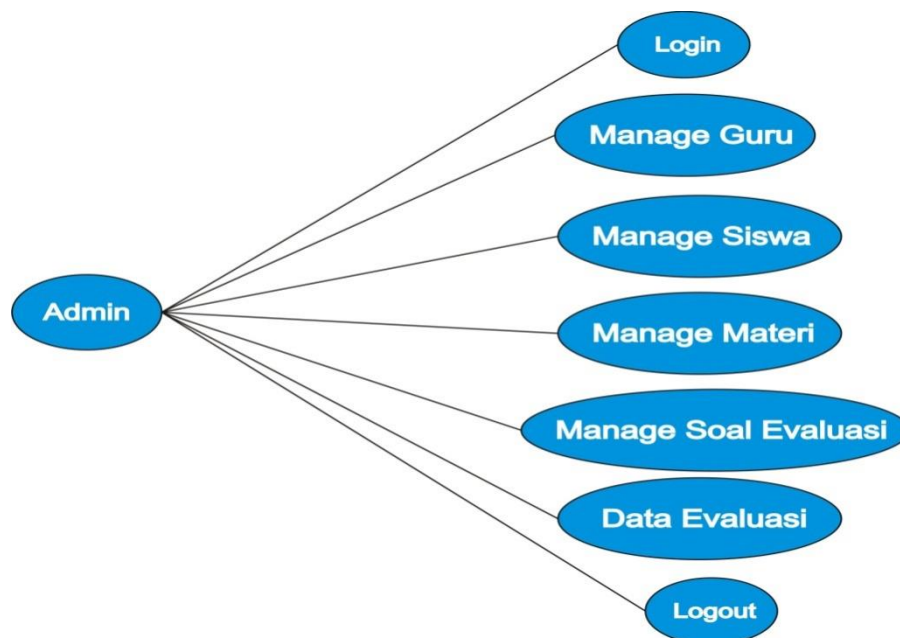 Login
Manage Guru
Manage Siswa
Admin
Manage Materi
Manage Soal Evaluasi
Data Evaluasi
Logout